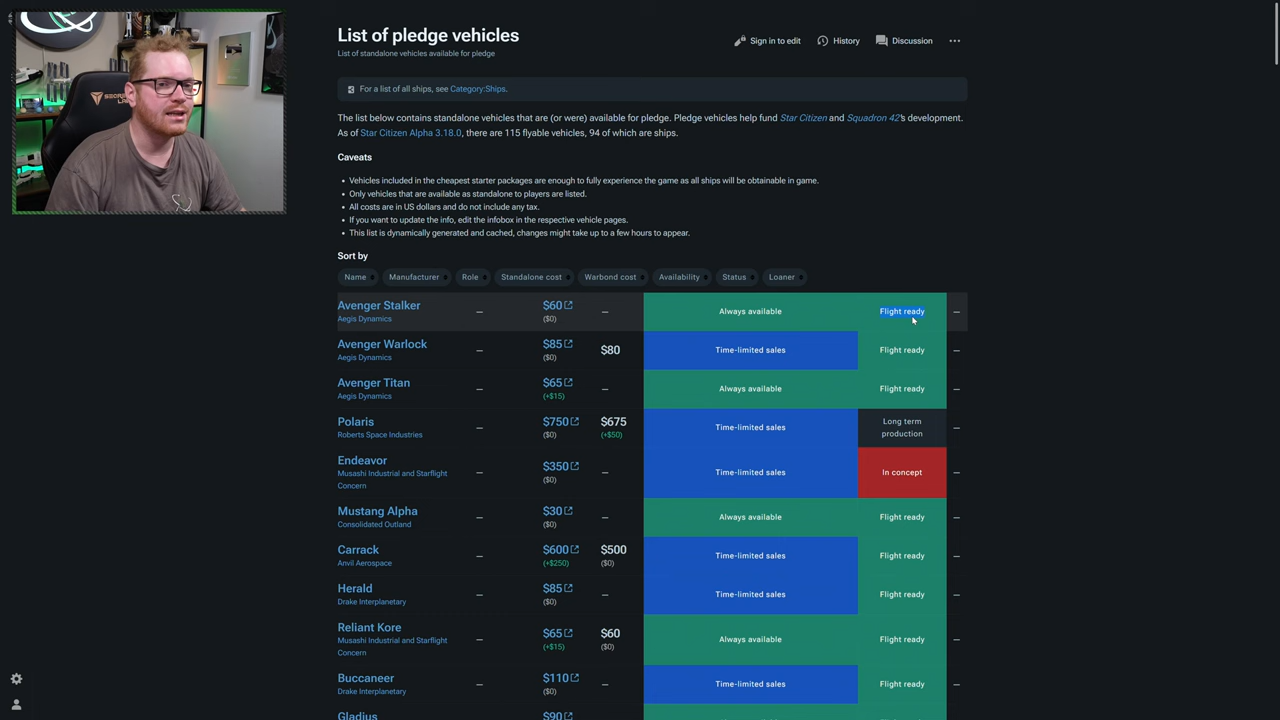 List of pledge vehicles
List of standalone vehicles available for pledge
Sign in to edit
History
Discussion
For a list of all ships, see Category:Ships.
The list below contains standalone vehicles that are (or were) available for pledge. Pledge vehicles help fund Star Citizen and Squadron 42's development.
As of Star Citizen Alpha 3.18.0, there are 115 flyable vehicles, 94 of which are ships.
Caveats
• Vehicles included in the cheapest starter packages are enough to fully experience the game as all ships will be obtainable in game.
• Only vehicles that are available as standalone to players are listed.
• All costs are in US dollars and do not include any tax.
• If you want to update the info, edit the infobox in the respective vehicle pages.
• This list is dynamically generated and cached, changes might take up to a few hours to appear.
Sort by
Name Manufacturer Role Standalone cost Warbond cost Availability Status Loaner
Avenger Stalker — $60 — Always available Flight ready —
Aegis Dynamics ($0)
Avenger Warlock — $85 $80 Time-limited sales Flight ready —
Aegis Dynamics ($0)
Avenger Titan — $65 — Always available Flight ready —
Aegis Dynamics (+$15)
Polaris — $750 $675 Time-limited sales Long term —
Roberts Space Industries ($0) (+$50) production
Endeavor — $350 — Time-limited sales In concept —
Musashi Industrial and Starflight ($0)
Concern
Mustang Alpha — $30 — Always available Flight ready —
Consolidated Outland ($0)
Carrack — $600 $500 Time-limited sales Flight ready —
Anvil Aerospace (+$250) ($0)
Herald — $85 — Time-limited sales Flight ready —
Drake Interplanetary ($0)
Reliant Kore — $65 $60 Always available Flight ready —
Musashi Industrial and Starflight (+$15) ($0)
Concern
Buccaneer — $110 — Time-limited sales Flight ready —
Drake Interplanetary ($0)
Gladius $90